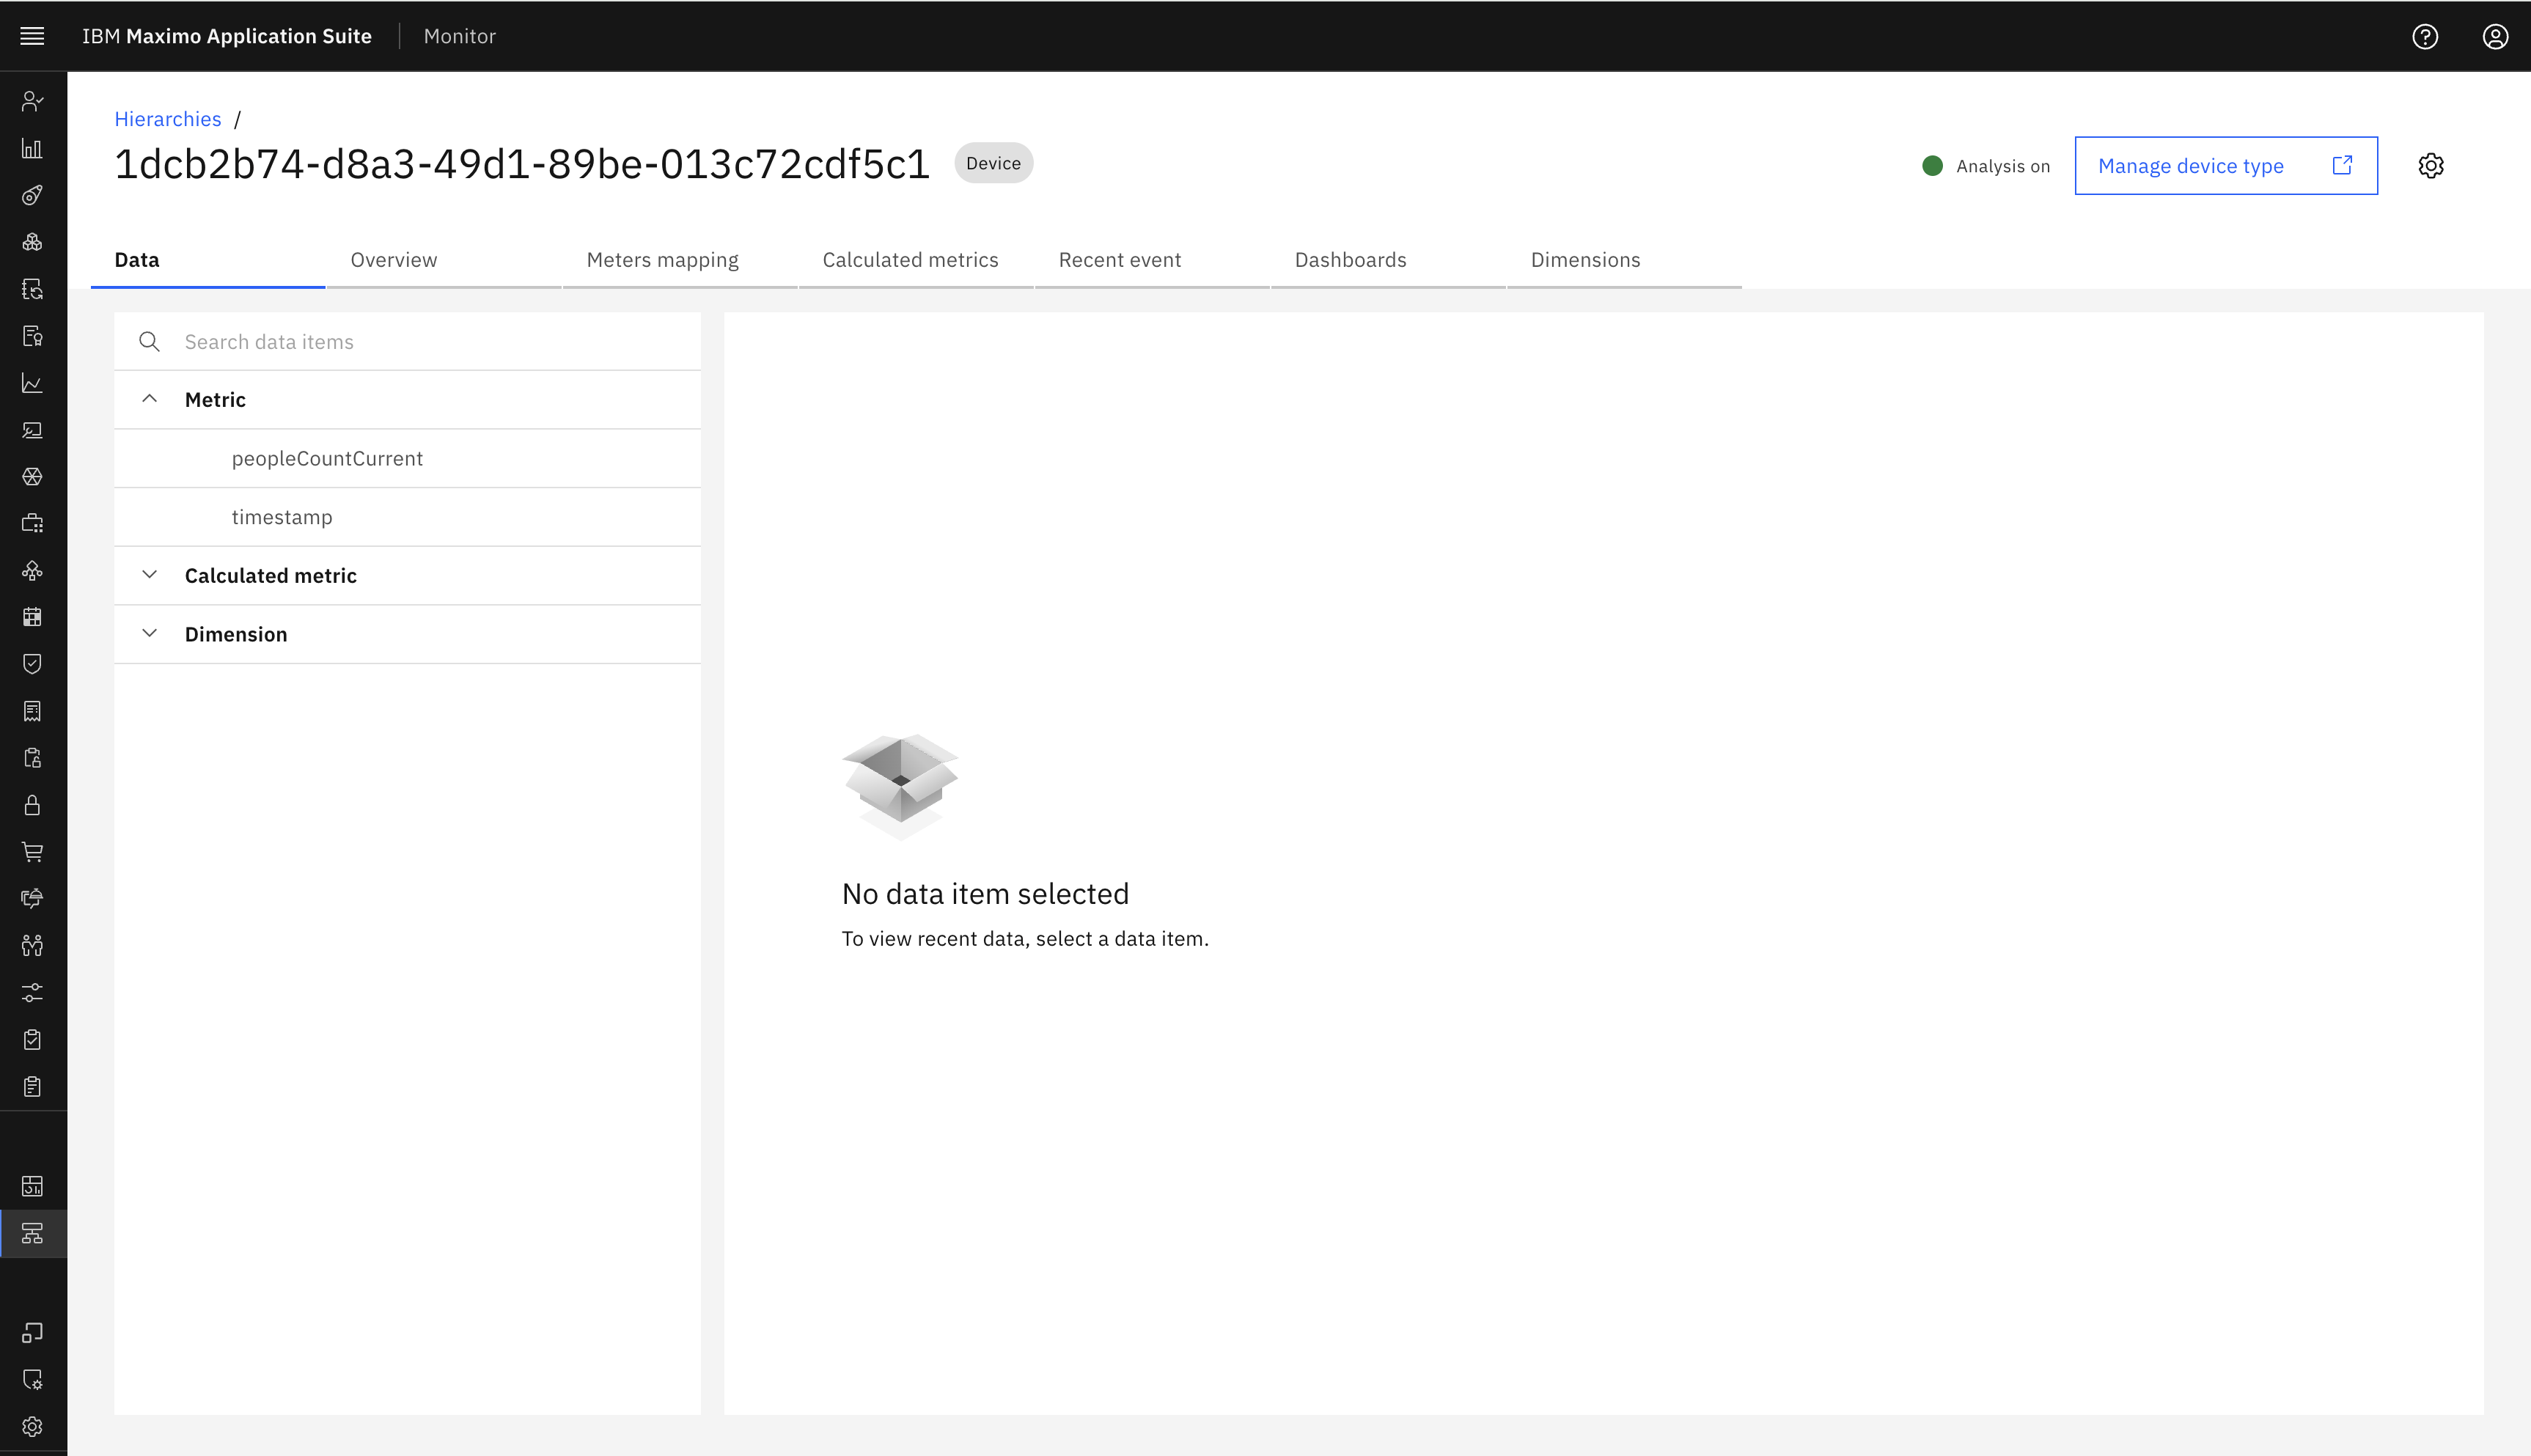 IBM Maximo Application Suite
Monitor
Hierarchies /
1dcb2b74-d8a3-49d1-89be-013c72cdf5c1
Device
Analysis on
Manage device type
Data
Overview
Meters mapping
Calculated metrics
Recent event
Dashboards
Dimensions
Search data items
Metric
peopleCountCurrent
timestamp
Calculated metric
Dimension
No data item selected
To view recent data, select a data item.